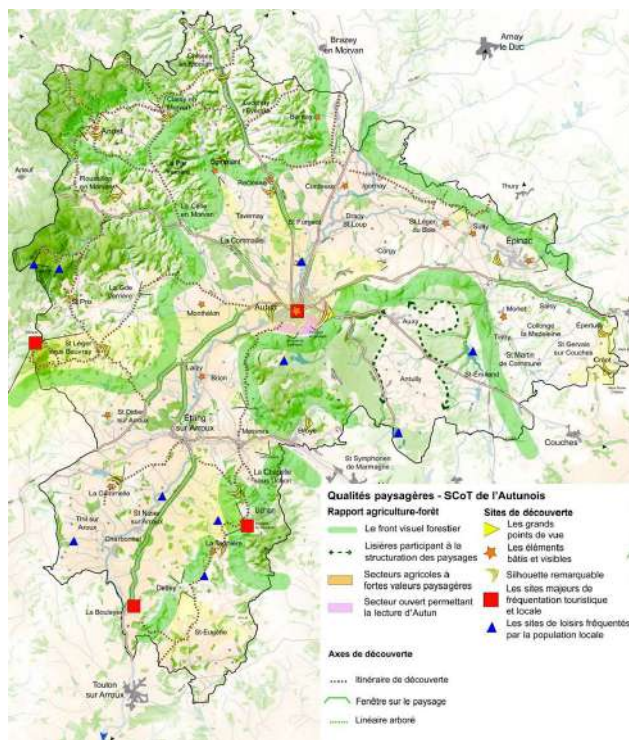 Brazey
en Morvan
Arnay
le Duc
Anost
Barnay
Sommant
Reclesne
Cordesse
Igornay
Thury
La Celle
en Morvan
Tavernay
St Forgeot
Dracy
St Loup
St Léger
du Bois
Sully
Epinac
La Comaille
Curgy
La Gde
Verrière
Autun
St Prix
Monthelon
Auxy
Morlet
Saisy
Collonge
la Madeleine
Epertully
Tintry
St Gervais
sur Couches
Créot
St Léger
sous Beuvray
St Martin
de Commune
Laizy
Brion
Antully
St Emiland
St Didier
sur Arroux
Etang
sur Arroux
Mesvres
Broye
Couches
St Symphorien
de Marmagne
La Chapelle
sous Uchon
La Comelle
St Nizier
sur Arroux
Thil sur
Arroux
Charbonnat
Uchon
La Tagnière
Dettey
La Boulaye
St Eugène
Toulon
sur Arroux
Qualités paysagères - SCoT de l'Autunois
Rapport agriculture-forêt
Le front visuel forestier
Lisières participant à la
structuration des paysages
Secteurs agricoles à
fortes valeurs paysagères
Secteur ouvert permettant
la lecture d'Autun
Sites de découverte
Les grands
points de vue
Les éléments
bâtis et visibles
Silhouette remarquable
Les sites majeurs de
fréquentation touristique
et locale
Les sites de loisirs fréquentés
par la population locale
Axes de découverte
Itinéraire de découverte
Fenêtre sur le paysage
Linéaire arboré